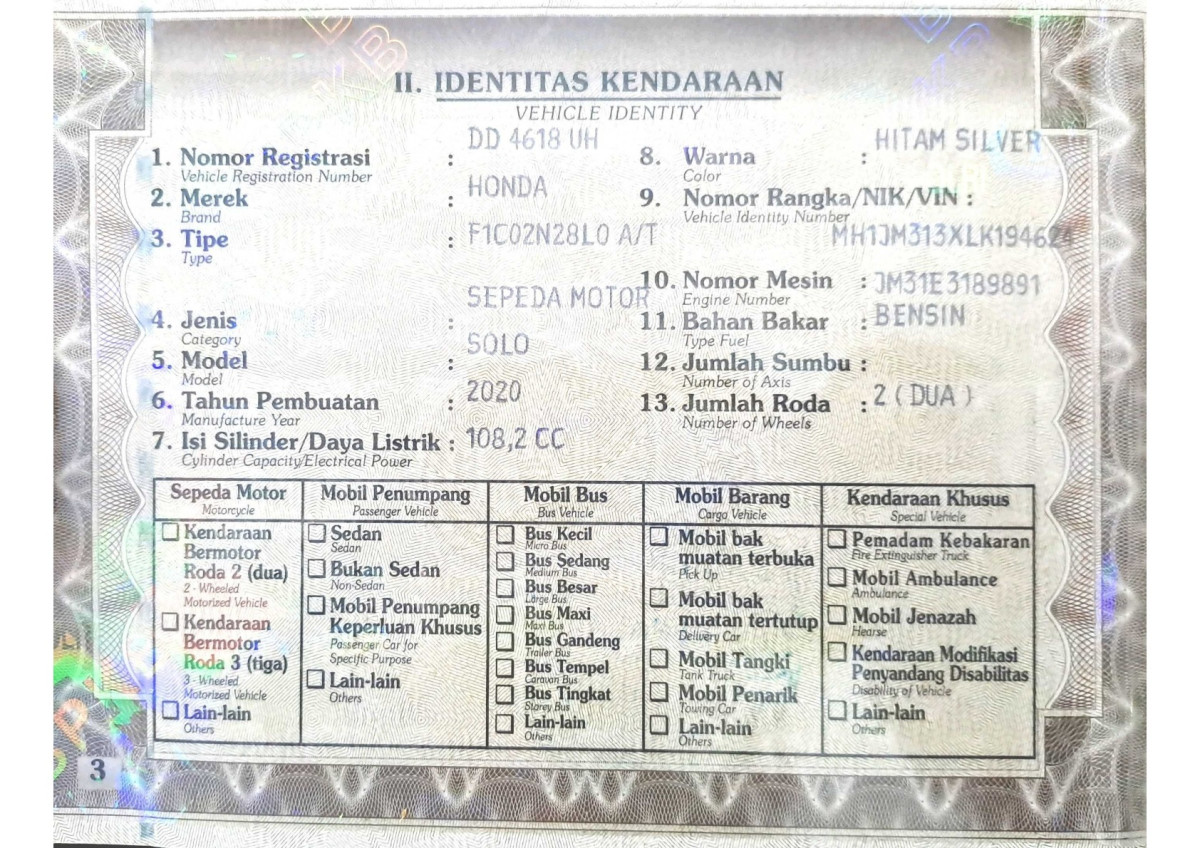 II. IDENTITAS KENDARAAN
VEHICLE IDENTITY
1. Nomor Registrasi : DD 4618 UH
Vehicle Registration Number
2. Merek : HONDA
Brand
3. Tipe : F1C02N28L0 A/T
Type
4. Jenis : SEPEDA MOTOR
Category
5. Model : SOLO
Model
6. Tahun Pembuatan : 2020
Manufacture Year
7. Isi Silinder/Daya Listrik : 108,2 CC
Cylinder Capacity/Electrical Power
8. Warna : HITAM SILVER
Color
9. Nomor Rangka/NIK/VIN :
Vehicle Identity Number
MH1JM313XLK194624
10. Nomor Mesin : JM31E3189891
Engine Number
11. Bahan Bakar : BENSIN
Type Fuel
12. Jumlah Sumbu :
Number of Axis
13. Jumlah Roda : 2 ( DUA )
Number of Wheels
Sepeda Motor
Motorcycle
Kendaraan
Bermotor
Roda 2 (dua)
2 - Wheeled
Motorized Vehicle
Kendaraan
Bermotor
Roda 3 (tiga)
3 - Wheeled
Motorized Vehicle
Lain-lain
Others
Mobil Penumpang
Passenger Vehicle
Sedan
Sedan
Bukan Sedan
Non-Sedan
Mobil Penumpang
Keperluan Khusus
Passenger Car for
Specific Purpose
Lain-lain
Others
Mobil Bus
Bus Vehicle
Bus Kecil
Micro Bus
Bus Sedang
Medium Bus
Bus Besar
Large Bus
Bus Maxi
Maxi Bus
Bus Gandeng
Trailer Bus
Bus Tempel
Caravan Bus
Bus Tingkat
Storey Bus
Lain-lain
Others
Mobil Barang
Cargo Vehicle
Mobil bak
muatan terbuka
Pick Up
Mobil bak
muatan tertutup
Delivery Car
Mobil Tangki
Tank Truck
Mobil Penarik
Towing Car
Lain-lain
Others
Kendaraan Khusus
Special Vehicle
Pemadam Kebakaran
Fire Extinguisher Truck
Mobil Ambulance
Ambulance
Mobil Jenazah
Hearse
Kendaraan Modifikasi
Penyandang Disabilitas
Disability of Vehicle
Lain-lain
Others
3